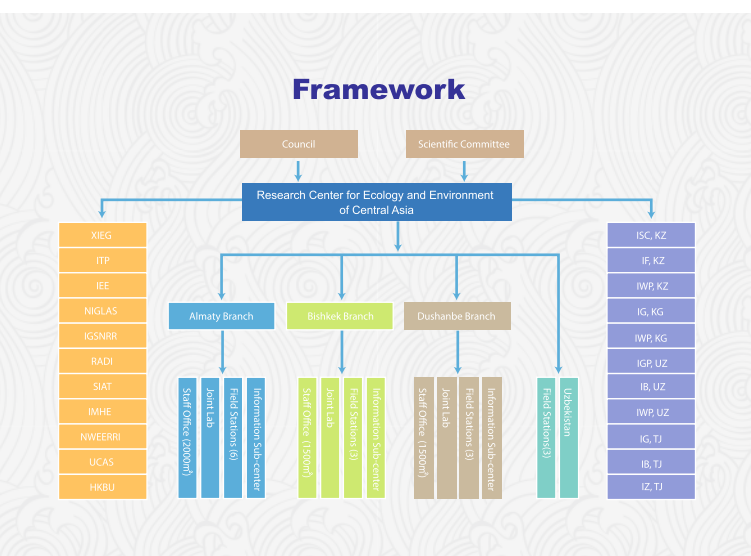 Framework
Council
Scientific Committee
Research Center for Ecology and Environment
of Central Asia
XIEG
ITP
IEE
NIGLAS
IGSNRR
RADI
SIAT
IMHE
NWEERRI
UCAS
HKBU
Almaty Branch
Bishkek Branch
Dushanbe Branch
Staff Office (2000㎡)
Joint Lab
Field Stations (6)
Information Sub-center
Staff Office (1500㎡)
Joint Lab
Field Stations (3)
Information Sub-center
Staff Office (1500㎡)
Joint Lab
Field Stations (3)
Information Sub-center
Field Stations(3)
Uzbekistan
ISC, KZ
IF, KZ
IWP, KZ
IG, KG
IWP, KG
IGP, UZ
IB, UZ
IWP, UZ
IG, TJ
IB, TJ
IZ, TJ